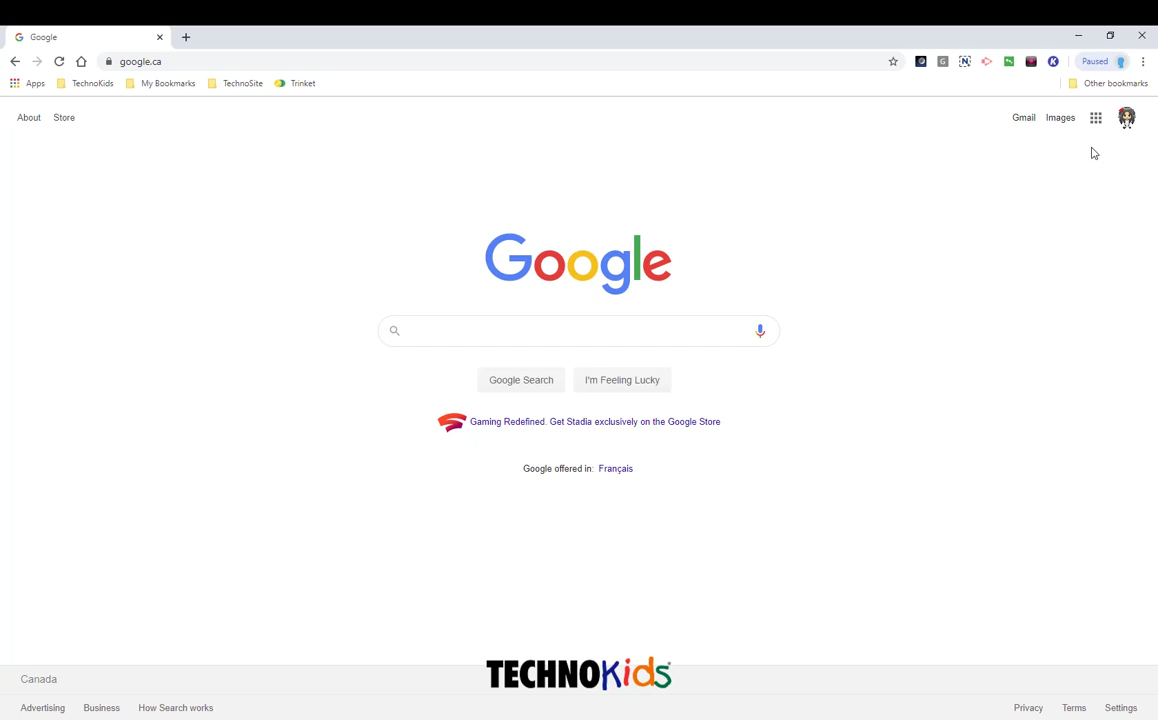 Google
google.ca
Paused
Apps TechnoKids My Bookmarks TechnoSite Trinket Other bookmarks
About Store Gmail Images
Google
Google Search I'm Feeling Lucky
Gaming Redefined. Get Stadia exclusively on the Google Store
Google offered in: Français
TECHNOKids
Canada
Advertising Business How Search works Privacy Terms Settings